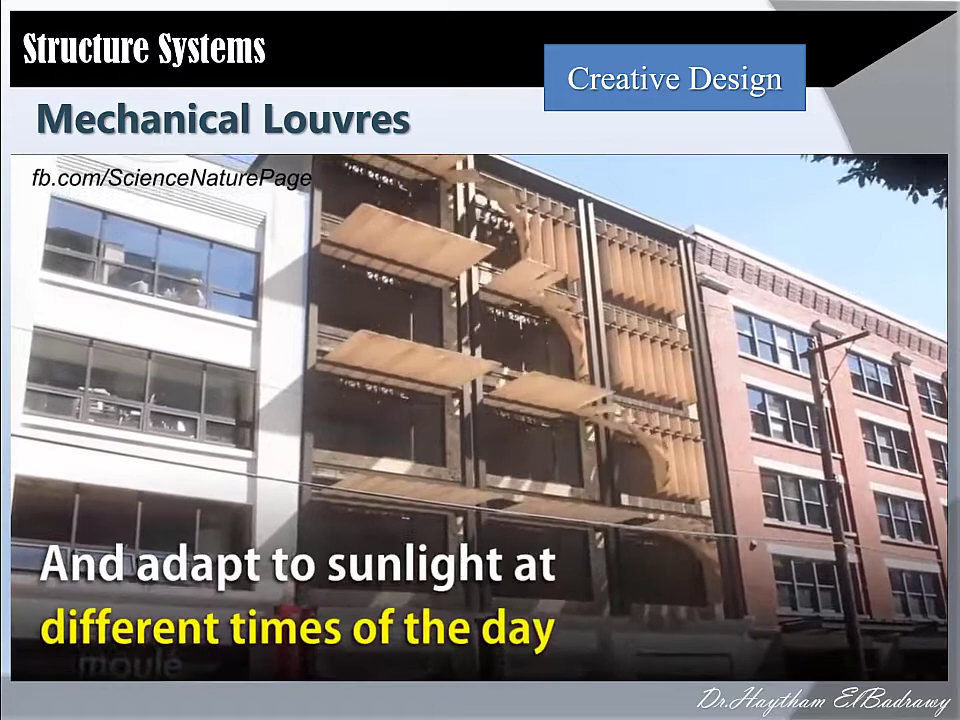 Structure Systems
Creative Design
Mechanical Louvres
fb.com/ScienceNaturePage
And adapt to sunlight at
different times of the day
moule
Dr.Haytham ElBadrawy